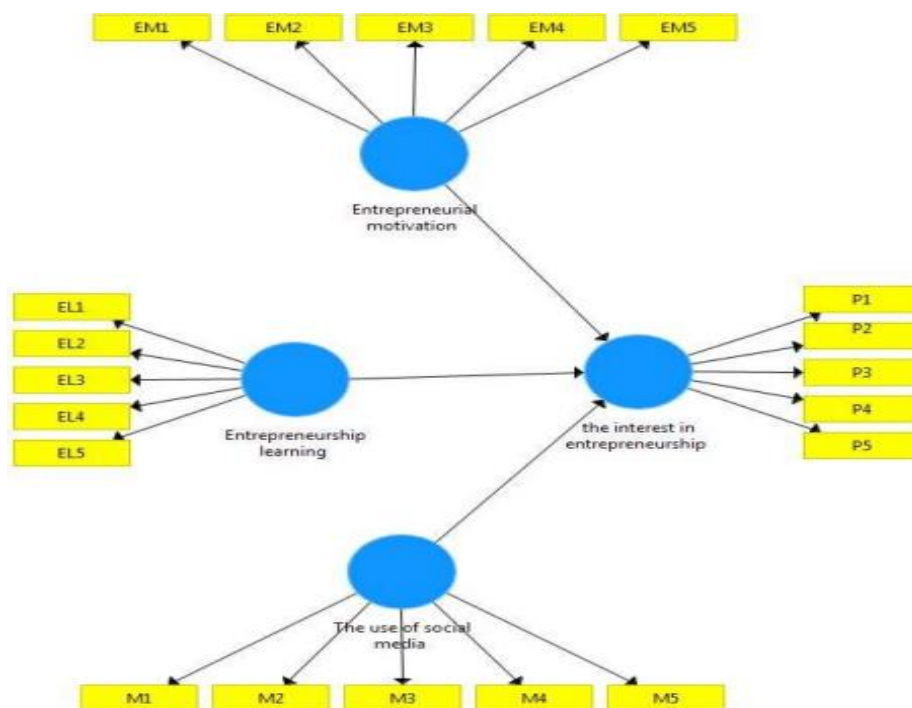 EM1 EM2 EM3 EM4 EM5
Entrepreneurial
motivation
EL1
EL2
EL3
EL4
EL5
Entrepreneurship
learning
the interest in
entrepreneurship
P1
P2
P3
P4
P5
The use of social
media
M1 M2 M3 M4 M5